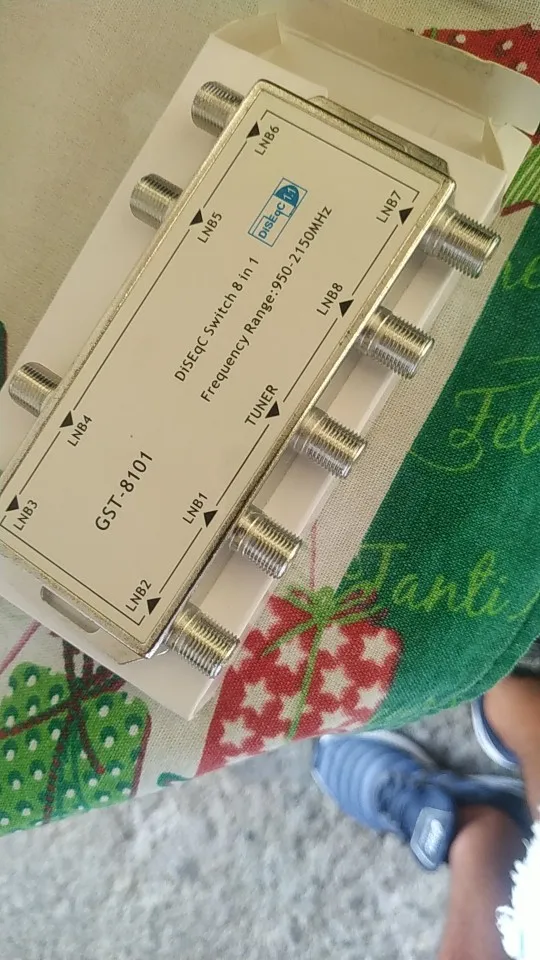 LNB6
LNB5
LNB4
LNB3
DiSEqC 1.1
DiSEqC Switch 8 in 1
Frequency Range:950-2150MHz
GST-8101
LNB7
LNB8
TUNER
LNB1
LNB2
Tanti